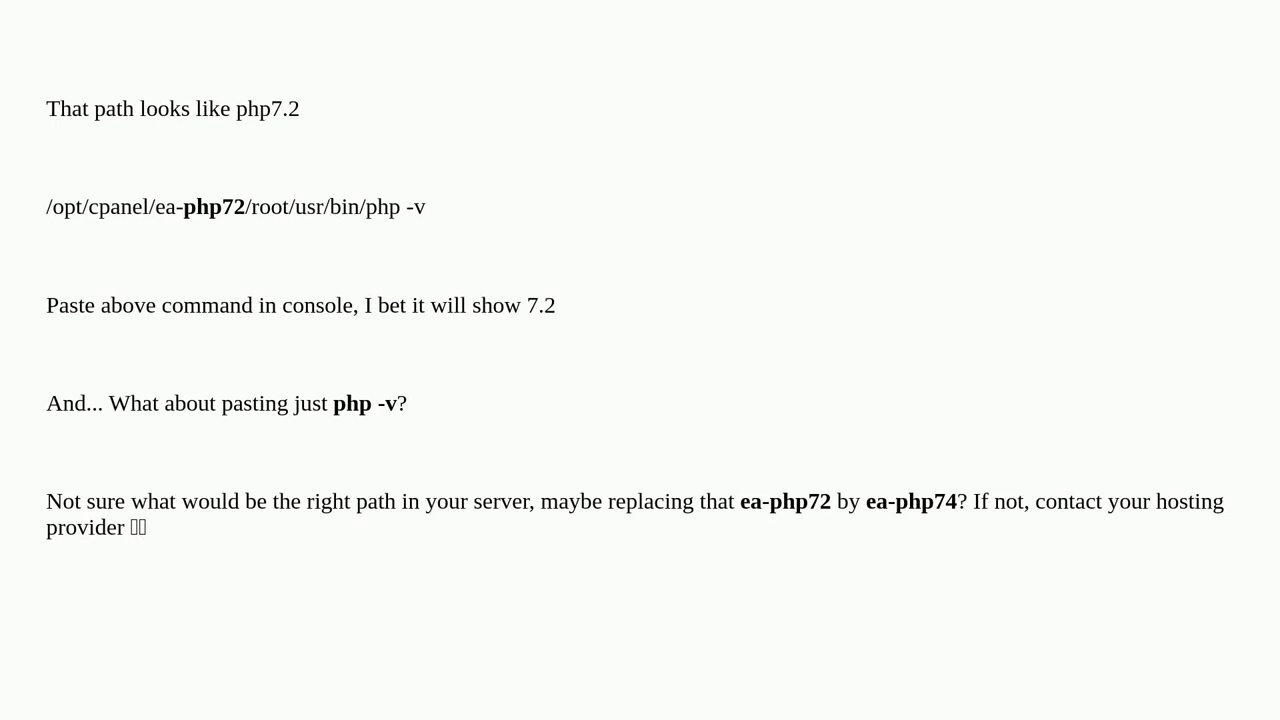 That path looks like php7.2
/opt/cpanel/ea-php72/root/usr/bin/php -v
Paste above command in console, I bet it will show 7.2
And... What about pasting just php -v?
Not sure what would be the right path in your server, maybe replacing that ea-php72 by ea-php74? If not, contact your hosting
provider